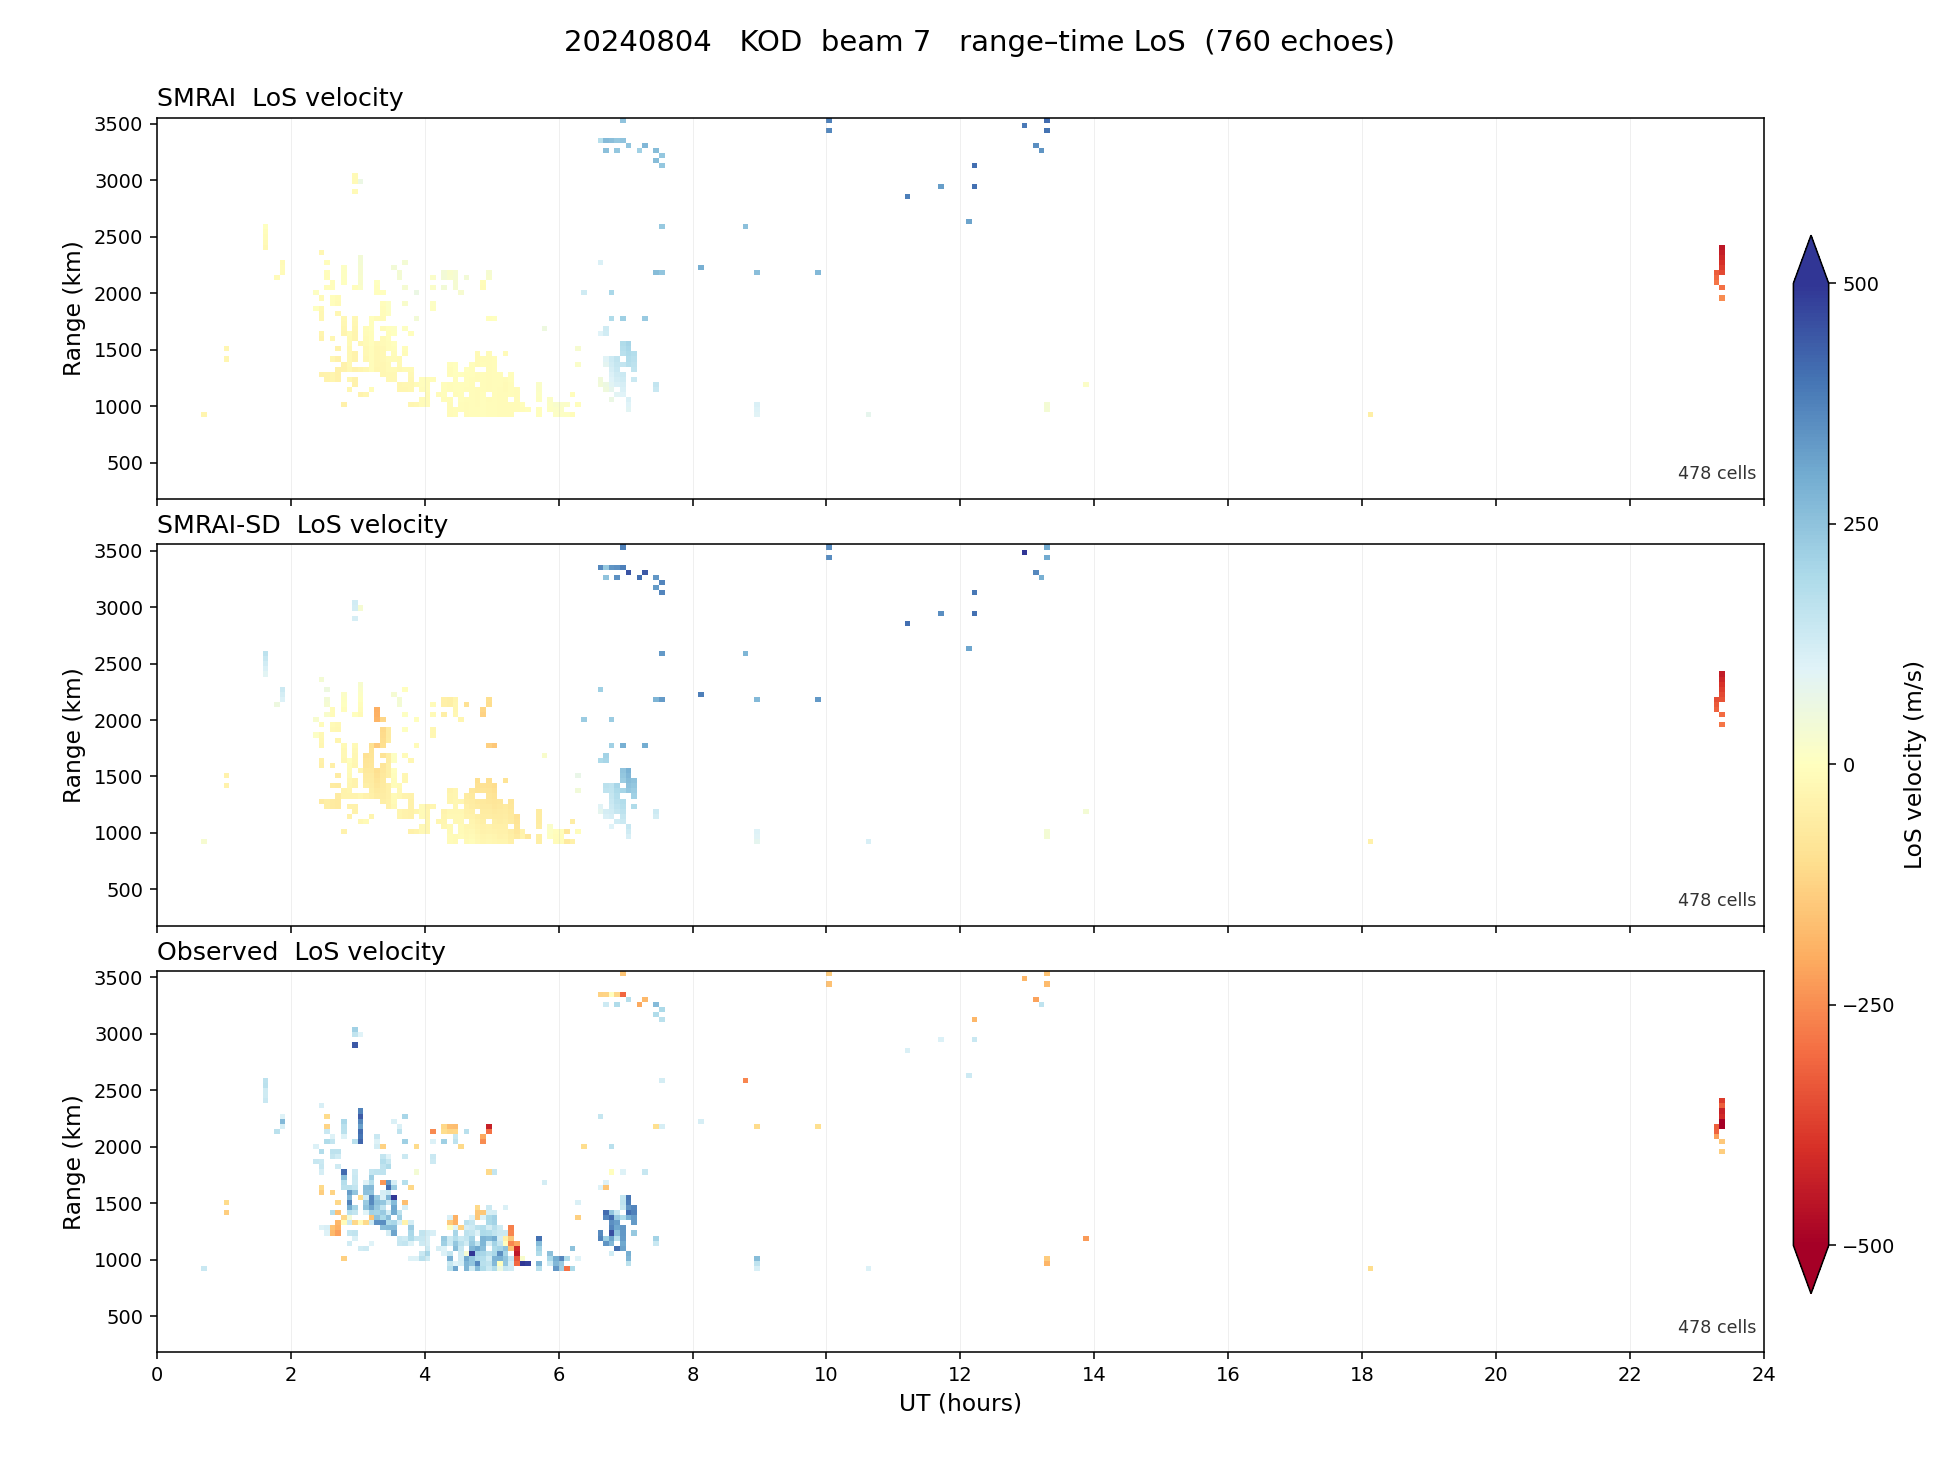 20240804   KOD  beam 7   range–time LoS  (760 echoes)
SMRAI  LoS velocity
3500
3000
2500
2000
1500
1000
500
Range (km)
478 cells
SMRAI-SD  LoS velocity
3500
3000
2500
2000
1500
1000
500
Range (km)
478 cells
Observed  LoS velocity
3500
3000
2500
2000
1500
1000
500
Range (km)
478 cells
0 2 4 6 8 10 12 14 16 18 20 22 24
UT (hours)
500
250
0
−250
−500
LoS velocity (m/s)